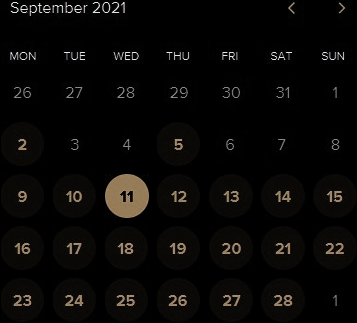 September 2021
MON TUE WED THU FRI SAT SUN
26 27 28 29 30 31 1
2 3 4 5 6 7 8
9 10 11 12 13 14 15
16 17 18 19 20 21 22
23 24 25 26 27 28 1